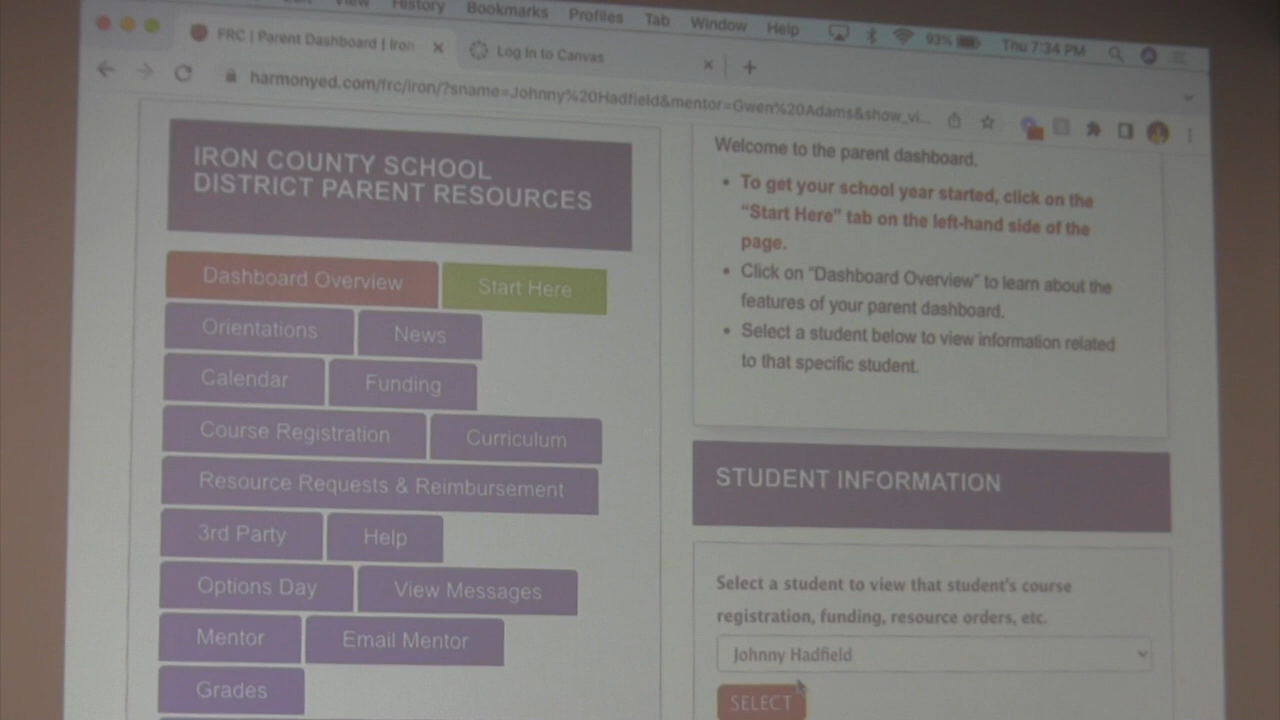 View History Bookmarks Profiles Tab Window Help 93% Thu 7:34 PM
FRC | Parent Dashboard | Iron
Log In to Canvas
harmonyed.com/frc/iron/?sname=Johnny%20Hadfield&mentor=Gwen%20Adams&show_vi...
IRON COUNTY SCHOOL
DISTRICT PARENT RESOURCES
Dashboard Overview
Start Here
Orientations
News
Calendar
Funding
Course Registration
Curriculum
Resource Requests & Reimbursement
3rd Party
Help
Options Day
View Messages
Mentor
Email Mentor
Grades
Welcome to the parent dashboard.
• To get your school year started, click on the
"Start Here" tab on the left-hand side of the
page.
• Click on "Dashboard Overview" to learn about the
features of your parent dashboard.
• Select a student below to view information related
to that specific student.
STUDENT INFORMATION
Select a student to view that student's course
registration, funding, resource orders, etc.
Johnny Hadfield
SELECT